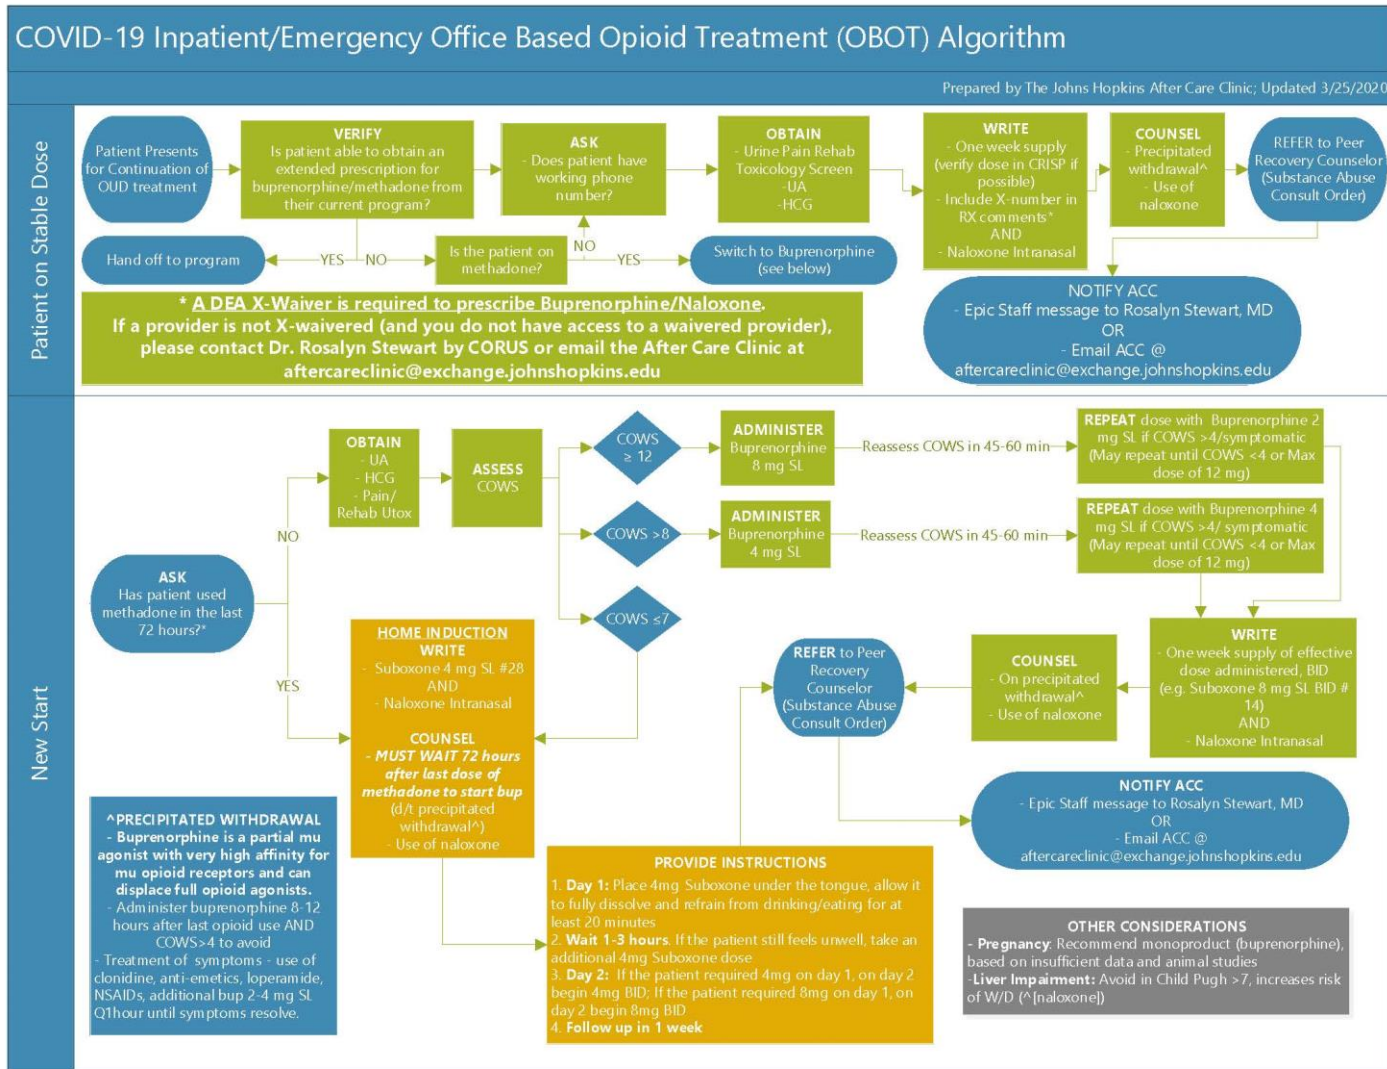 COVID-19 Inpatient/Emergency Office Based Opioid Treatment (OBOT) Algorithm
Prepared by The Johns Hopkins After Care Clinic; Updated 3/25/2020
Patient on Stable Dose
Patient Presents
for Continuation of
OUD treatment
VERIFY
Is patient able to obtain an
extended prescription for
buprenorphine/methadone from
their current program?
ASK
- Does patient have
working phone
number?
OBTAIN
- Urine Pain Rehab
Toxicology Screen
-UA
-HCG
WRITE
- One week supply
(verify dose in CRISP if
possible)
- Include X-number in
RX comments*
AND
- Naloxone Intranasal
COUNSEL
- Precipitated
withdrawal^
- Use of
naloxone
REFER to Peer
Recovery Counselor
(Substance Abuse
Consult Order)
Hand off to program
YES
NO
Is the patient on
methadone?
NO
YES
Switch to Buprenorphine
(see below)
NOTIFY ACC
- Epic Staff message to Rosalyn Stewart, MD
OR
- Email ACC @
aftercareclinic@exchange.johnshopkins.edu
* A DEA X-Waiver is required to prescribe Buprenorphine/Naloxone.
If a provider is not X-waivered (and you do not have access to a waivered provider),
please contact Dr. Rosalyn Stewart by CORUS or email the After Care Clinic at
aftercareclinic@exchange.johnshopkins.edu
New Start
ASK
Has patient used
methadone in the last
72 hours?*
NO
YES
OBTAIN
- UA
- HCG
- Pain/
Rehab Utox
ASSESS
COWS
COWS
≥ 12
COWS >8
COWS ≤7
ADMINISTER
Buprenorphine
8 mg SL
Reassess COWS in 45-60 min
REPEAT dose with Buprenorphine 2
mg SL if COWS >4/symptomatic
(May repeat until COWS <4 or Max
dose of 12 mg)
ADMINISTER
Buprenorphine
4 mg SL
Reassess COWS in 45-60 min
REPEAT dose with Buprenorphine 4
mg SL if COWS >4/ symptomatic
(May repeat until COWS <4 or Max
dose of 12 mg)
WRITE
- One week supply of effective
dose administered, BID
(e.g. Suboxone 8 mg SL BID #
14)
AND
- Naloxone Intranasal
COUNSEL
- On precipitated
withdrawal^
- Use of naloxone
REFER to Peer
Recovery
Counselor
(Substance Abuse
Consult Order)
NOTIFY ACC
- Epic Staff message to Rosalyn Stewart, MD
OR
- Email ACC @
aftercareclinic@exchange.johnshopkins.edu
HOME INDUCTION
WRITE
- Suboxone 4 mg SL #28
AND
- Naloxone Intranasal
COUNSEL
- MUST WAIT 72 hours
after last dose of
methadone to start bup
(d/t precipitated
withdrawal^)
- Use of naloxone
^PRECIPITATED WITHDRAWAL
- Buprenorphine is a partial mu
agonist with very high affinity for
mu opioid receptors and can
displace full opioid agonists.
- Administer buprenorphine 8-12
hours after last opioid use AND
COWS>4 to avoid
- Treatment of symptoms - use of
clonidine, anti-emetics, loperamide,
NSAIDs, additional bup 2-4 mg SL
Q1hour until symptoms resolve.
PROVIDE INSTRUCTIONS
1. Day 1: Place 4mg Suboxone under the tongue, allow it
to fully dissolve and refrain from drinking/eating for at
least 20 minutes
2. Wait 1-3 hours. If the patient still feels unwell, take an
additional 4mg Suboxone dose
3. Day 2: If the patient required 4mg on day 1, on day 2
begin 4mg BID; If the patient required 8mg on day 1, on
day 2 begin 8mg BID
4. Follow up in 1 week
OTHER CONSIDERATIONS
- Pregnancy: Recommend monoproduct (buprenorphine),
based on insufficient data and animal studies
-Liver Impairment: Avoid in Child Pugh >7, increases risk
of W/D (^[naloxone])